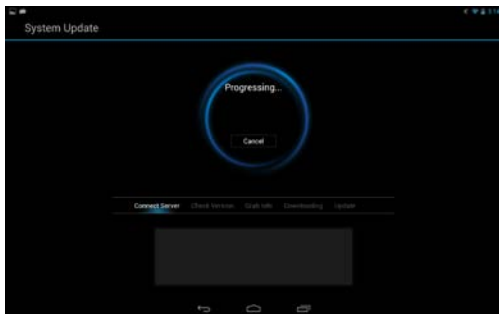 System Update
Progressing...
Cancel
Connect Server Check Version Grab Info Downloading Update